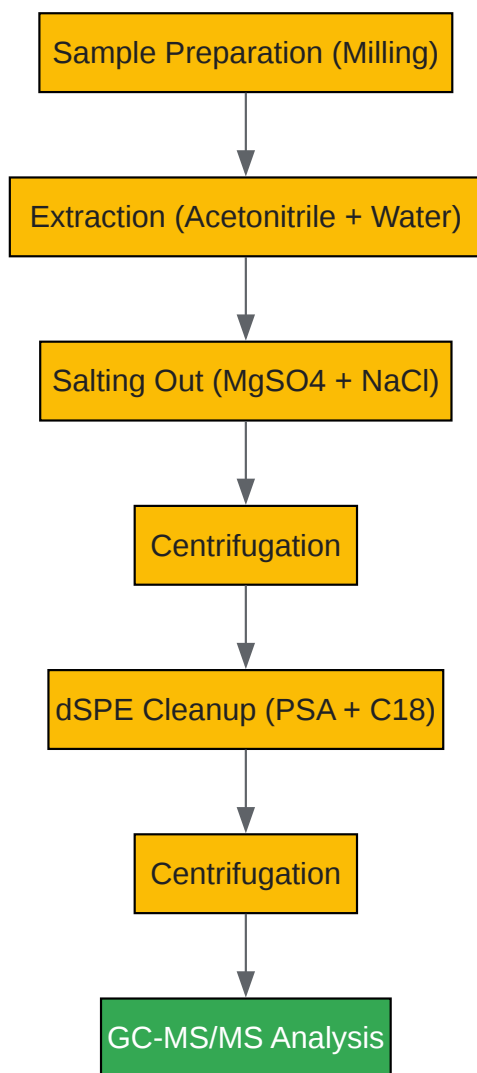 Sample Preparation (Milling)
Extraction (Acetonitrile + Water)
Salting Out (MgSO4 + NaCl)
Centrifugation
dSPE Cleanup (PSA + C18)
Centrifugation
GC-MS/MS Analysis